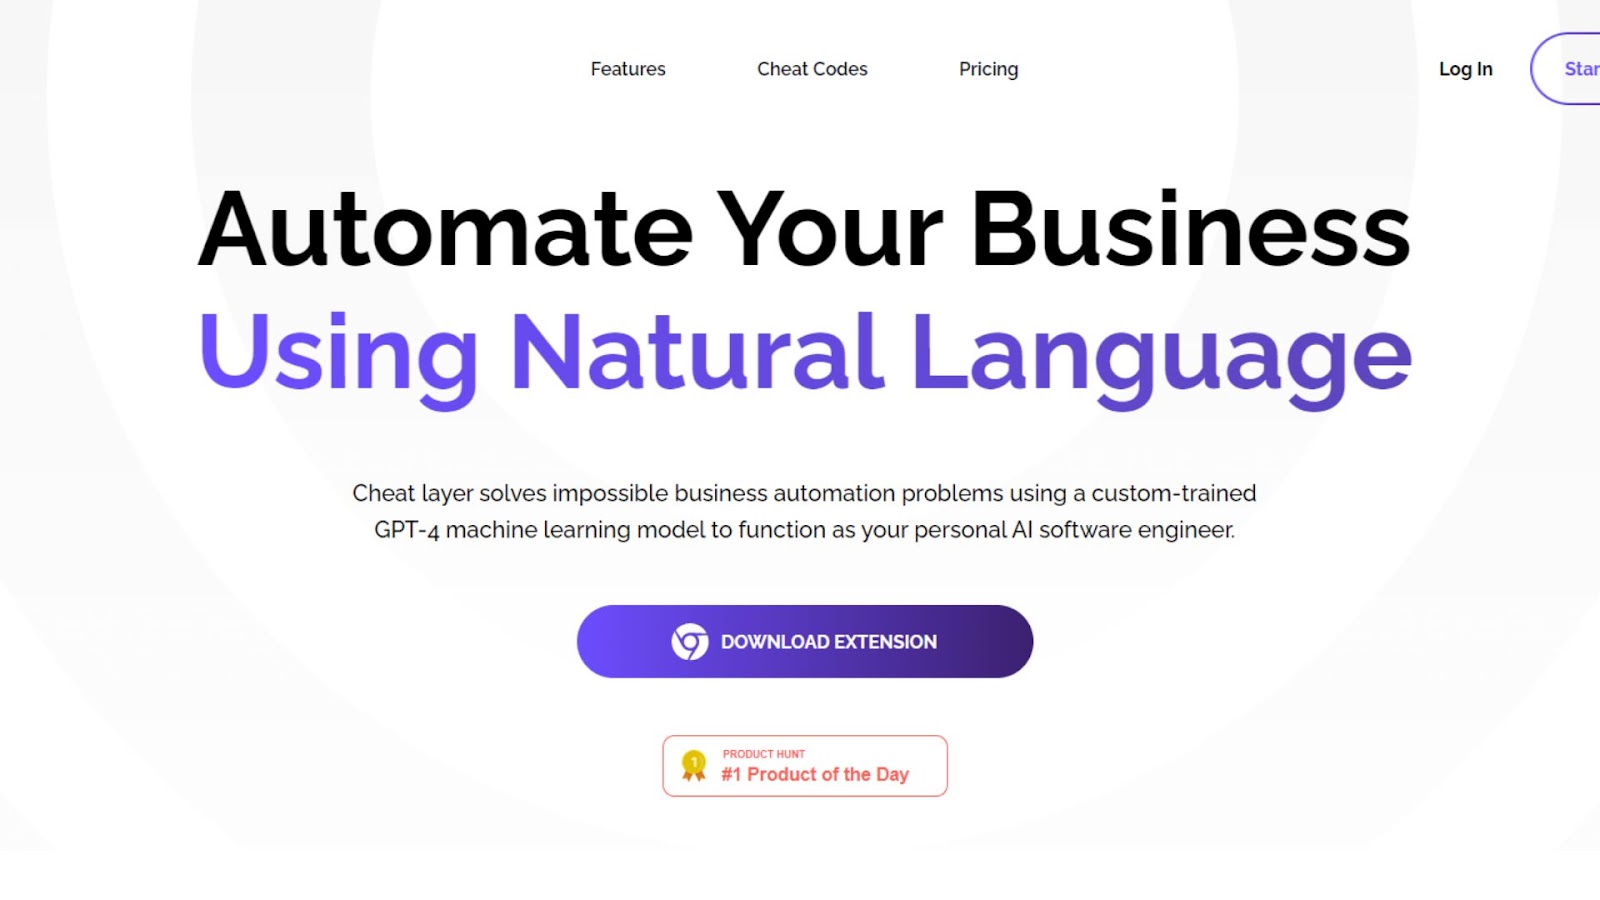 Features Cheat Codes Pricing Log In Star
Automate Your Business
Using Natural Language
Cheat layer solves impossible business automation problems using a custom-trained
GPT-4 machine learning model to function as your personal AI software engineer.
DOWNLOAD EXTENSION
1
PRODUCT HUNT
#1 Product of the Day